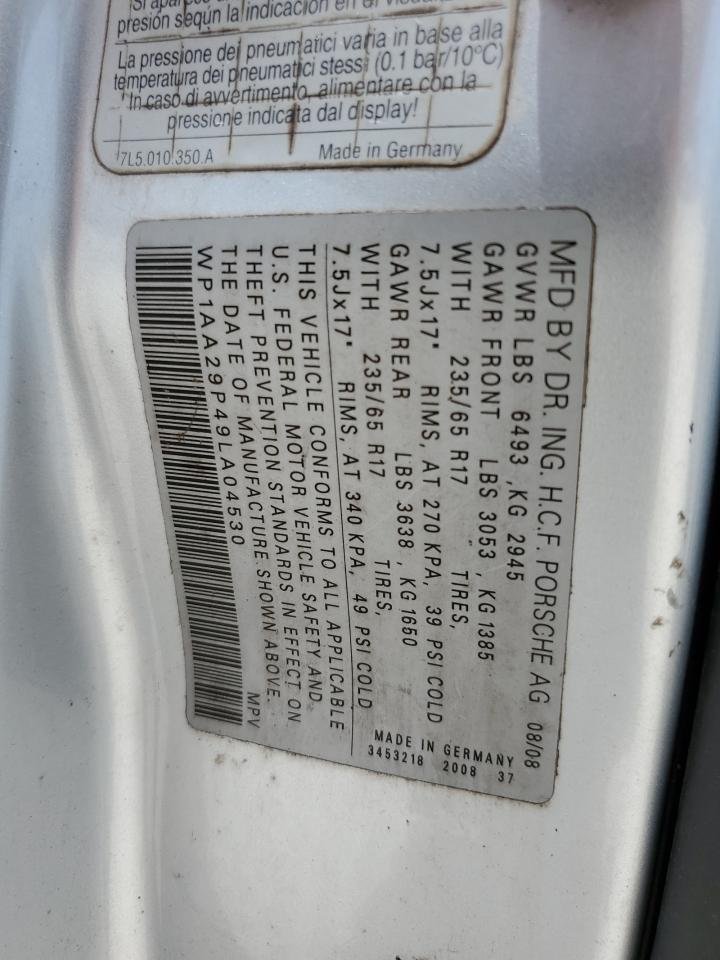 presión según la indicación en el
La pressione dei pneumatici varia in base alla
temperatura dei pneumatici stessi (0.1 bar/10°C)
In caso di avvertimento, alimentare con la
pressione indicata dal display!
7L5.010.350.A Made in Germany
MFD BY DR. ING. H.C.F. PORSCHE AG 08/08
GVWR LBS 6493 ,KG 2945
GAWR FRONT LBS 3053 , KG 1385
WITH 235/65 R17 TIRES,
7.5Jx17" RIMS, AT 270 KPA, 39 PSI COLD
GAWR REAR LBS 3638 , KG 1650
WITH 235/65 R17 TIRES,
7.5Jx17" RIMS, AT 340 KPA, 49 PSI COLD
MADE IN GERMANY
3453218 2008 37
THIS VEHICLE CONFORMS TO ALL APPLICABLE
U.S. FEDERAL MOTOR VEHICLE SAFETY AND
THEFT PREVENTION STANDARDS IN EFFECT ON
THE DATE OF MANUFACTURE SHOWN ABOVE.
WP1AA29P49LA04530 MPV